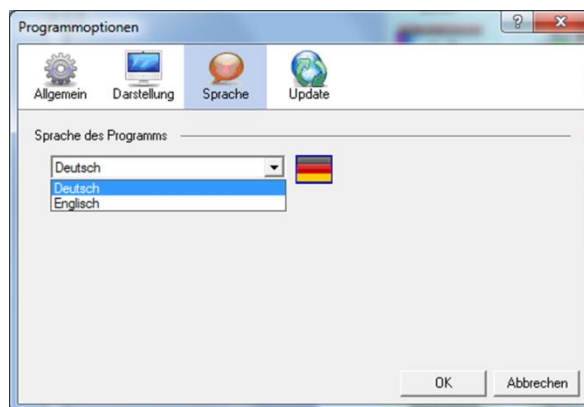 Programmoptionen
Allgemein Darstellung Sprache Update
Sprache des Programms
Deutsch
Deutsch
Englisch
OK Abbrechen